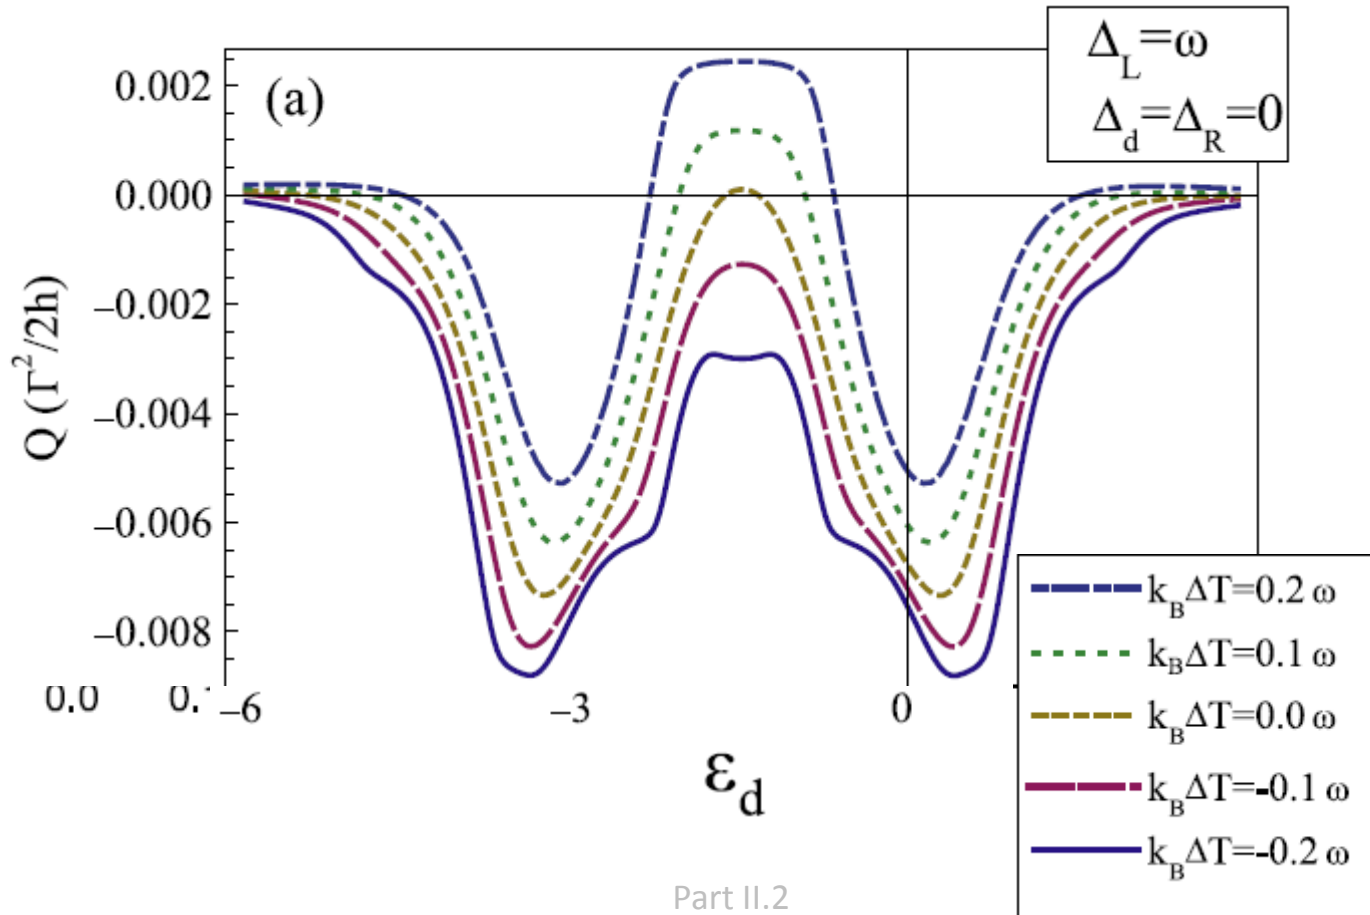 Δ_L=ω
Δ_d=Δ_R=0
(a)
0.002
0.000
−0.002
−0.004
−0.006
−0.008
Q (Γ²/2h)
0.0 0.
−6 −3 0
ε_d
k_BΔT=0.2 ω
k_BΔT=0.1 ω
k_BΔT=0.0 ω
k_BΔT=-0.1 ω
k_BΔT=-0.2 ω
Part II.2